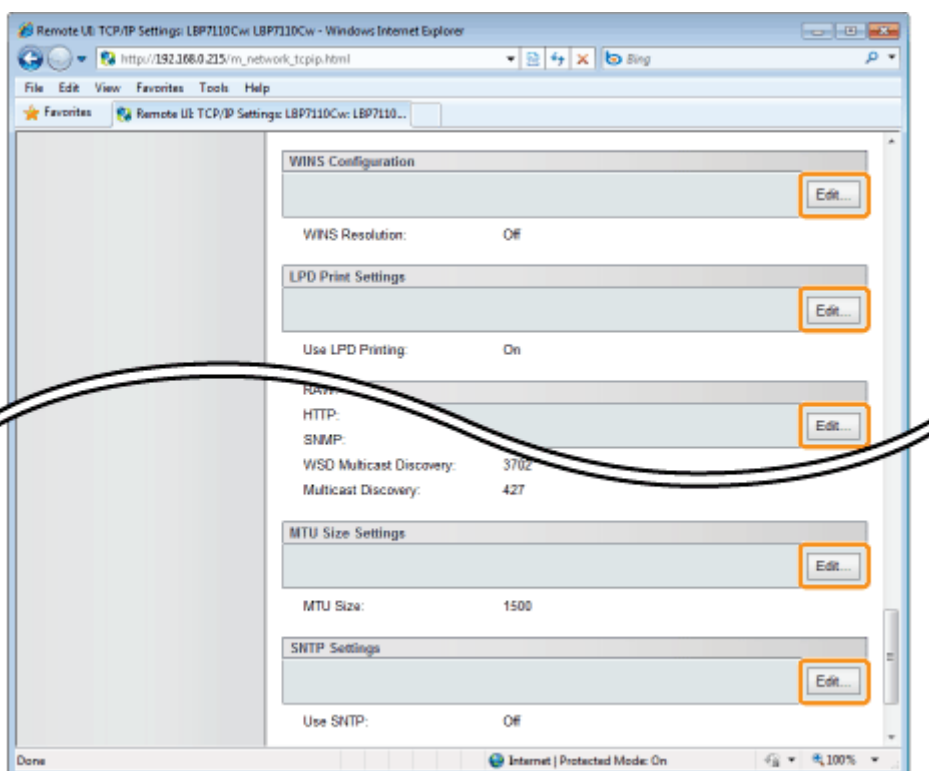 Remote UI: TCP/IP Settings: LBP7110Cw: LBP7110Cw - Windows Internet Explorer
http://192.168.0.215/m_network_tcpip.html
Bing
File Edit View Favorites Tools Help
Favorites
Remote UI: TCP/IP Settings: LBP7110Cw: LBP7110...
WINS Configuration
Edit...
WINS Resolution: Off
LPD Print Settings
Edit...
Use LPD Printing: On
HTTP:
Edit...
SNMP:
WSD Multicast Discovery: 3702
Multicast Discovery: 427
MTU Size Settings
Edit...
MTU Size: 1500
SNTP Settings
Edit...
Use SNTP: Off
Done
Internet | Protected Mode: On
100%